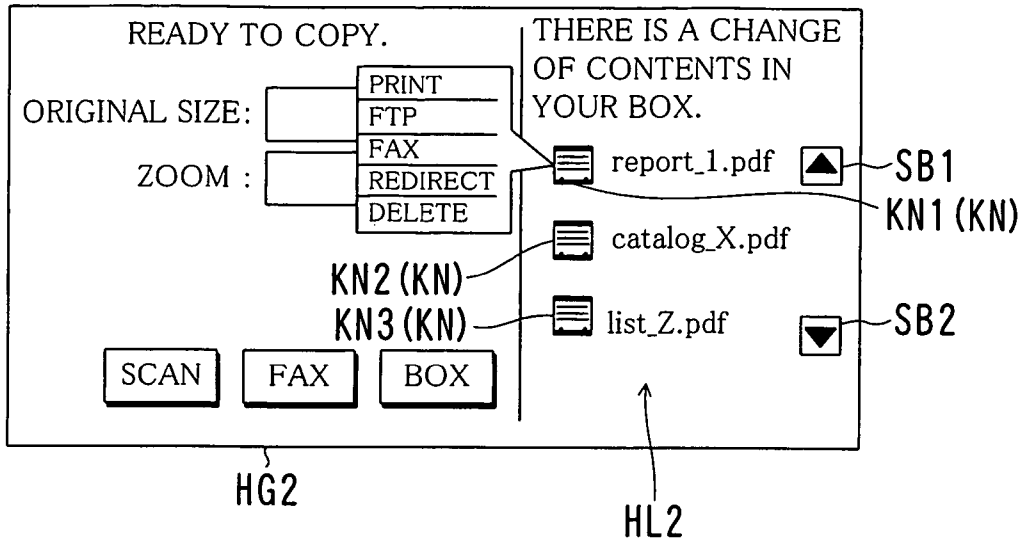 READY TO COPY.
THERE IS A CHANGE
OF CONTENTS IN
YOUR BOX.
ORIGINAL SIZE:
ZOOM :
PRINT
FTP
FAX
REDIRECT
DELETE
report_1.pdf
SB1
KN1 (KN)
catalog_X.pdf
KN2 (KN)
KN3 (KN)
list_Z.pdf
SB2
SCAN
FAX
BOX
HG2
HL2